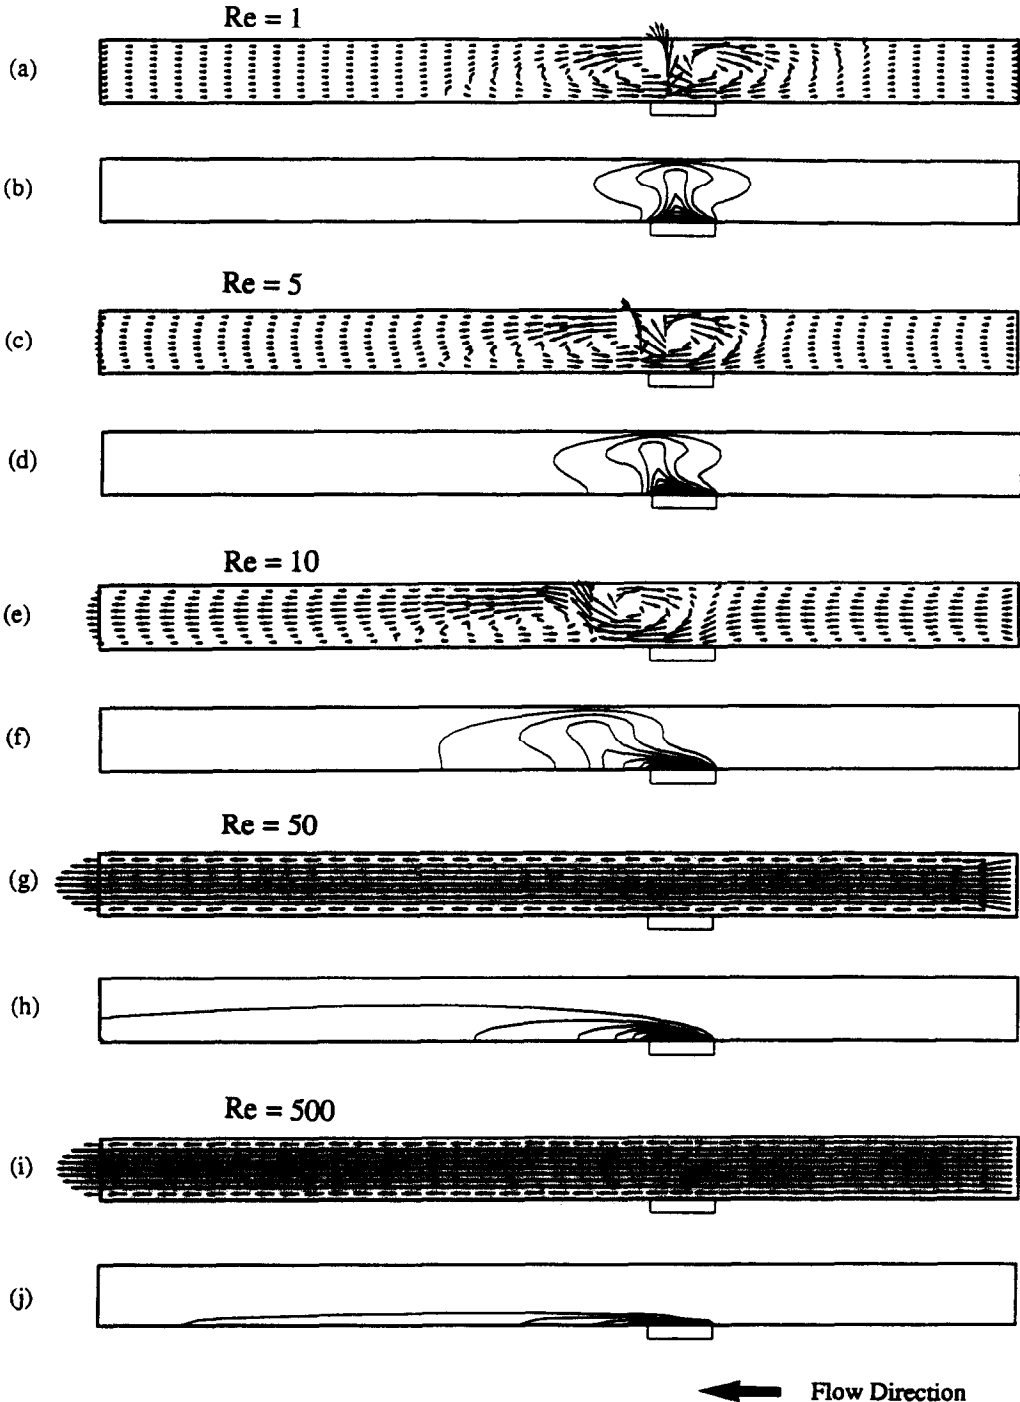 Re = 1
(a)
(b)
Re = 5
(c)
(d)
Re = 10
(e)
(f)
Re = 50
(g)
(h)
Re = 500
(i)
(j)
Flow Direction